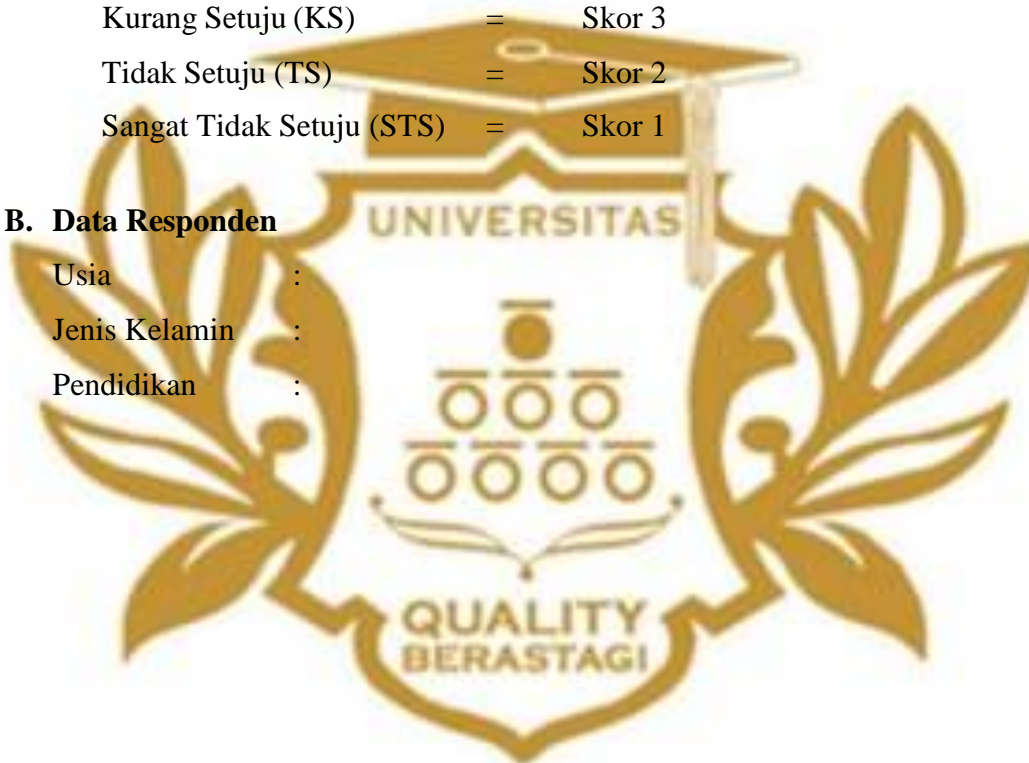 Kurang Setuju (KS) = Skor 3
Tidak Setuju (TS) = Skor 2
Sangat Tidak Setuju (STS) = Skor 1
B. Data Responden
UNIVERSITAS
Usia :
Jenis Kelamin :
Pendidikan :
QUALITY
BERASTAGI